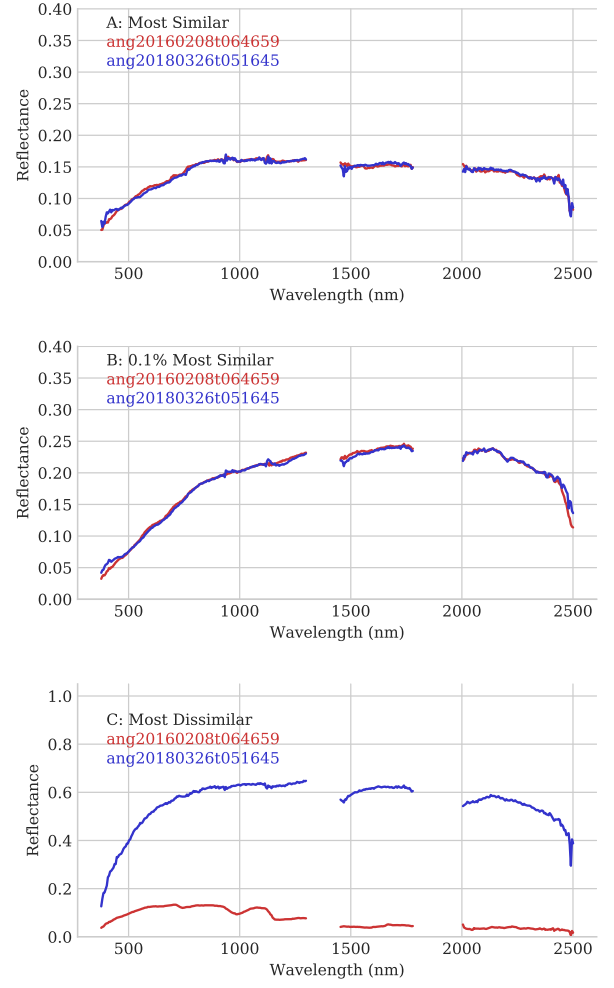 0.40
A: Most Similar
ang20160208t064659
0.35
ang20180326t051645
0.30
0.25
0.20
0.15
0.10
0.05
0.00
Reflectance
500 1000 1500 2000 2500
Wavelength (nm)
0.40
B: 0.1% Most Similar
0.35
ang20160208t064659
ang20180326t051645
0.30
0.25
0.20
0.15
0.10
0.05
0.00
Reflectance
500 1000 1500 2000 2500
Wavelength (nm)
1.0
C: Most Dissimilar
ang20160208t064659
0.8
ang20180326t051645
0.6
0.4
0.2
0.0
Reflectance
500 1000 1500 2000 2500
Wavelength (nm)